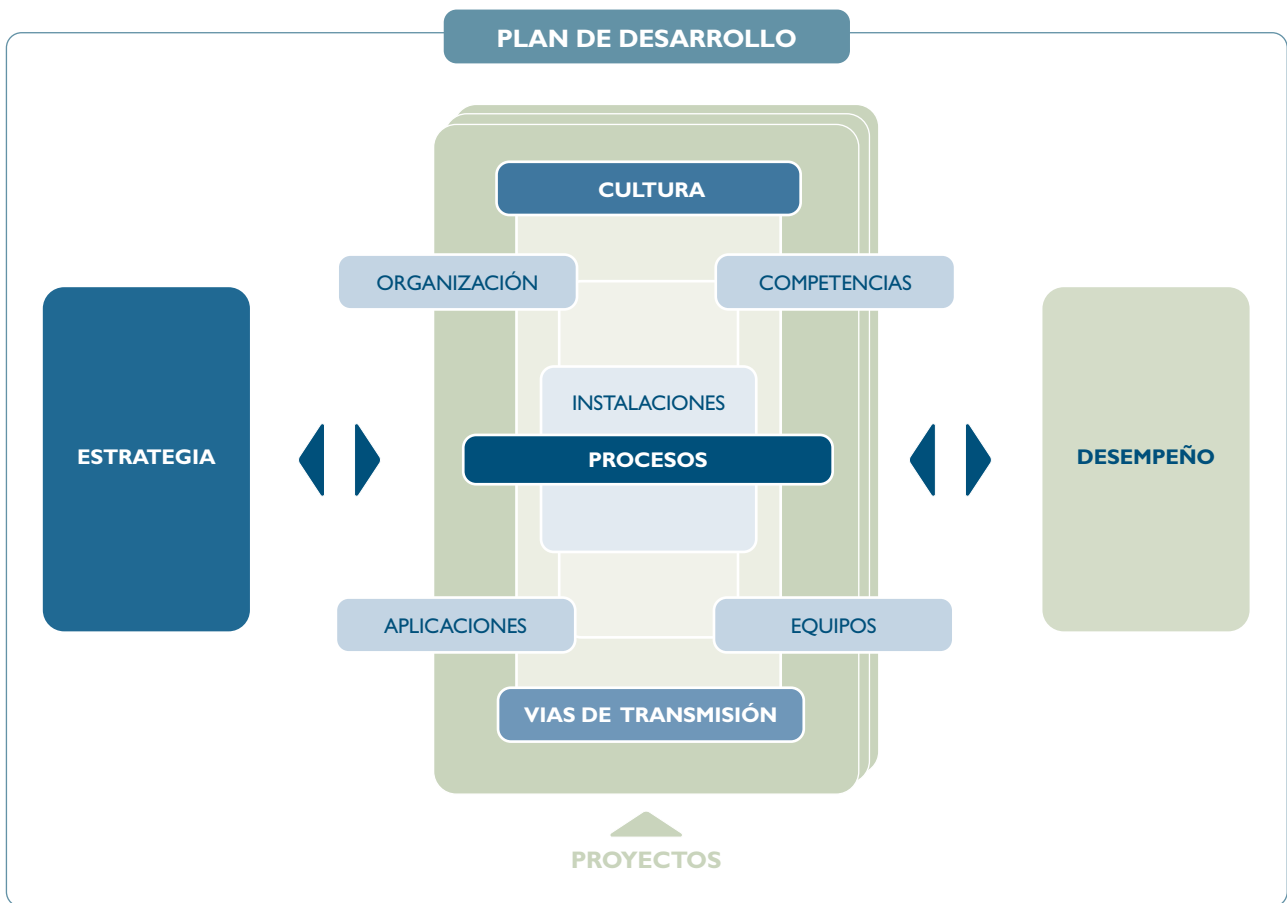 PLAN DE DESARROLLO
CULTURA
ORGANIZACIÓN
COMPETENCIAS
INSTALACIONES
ESTRATEGIA
PROCESOS
DESEMPEÑO
APLICACIONES
EQUIPOS
VIAS DE TRANSMISIÓN
PROYECTOS